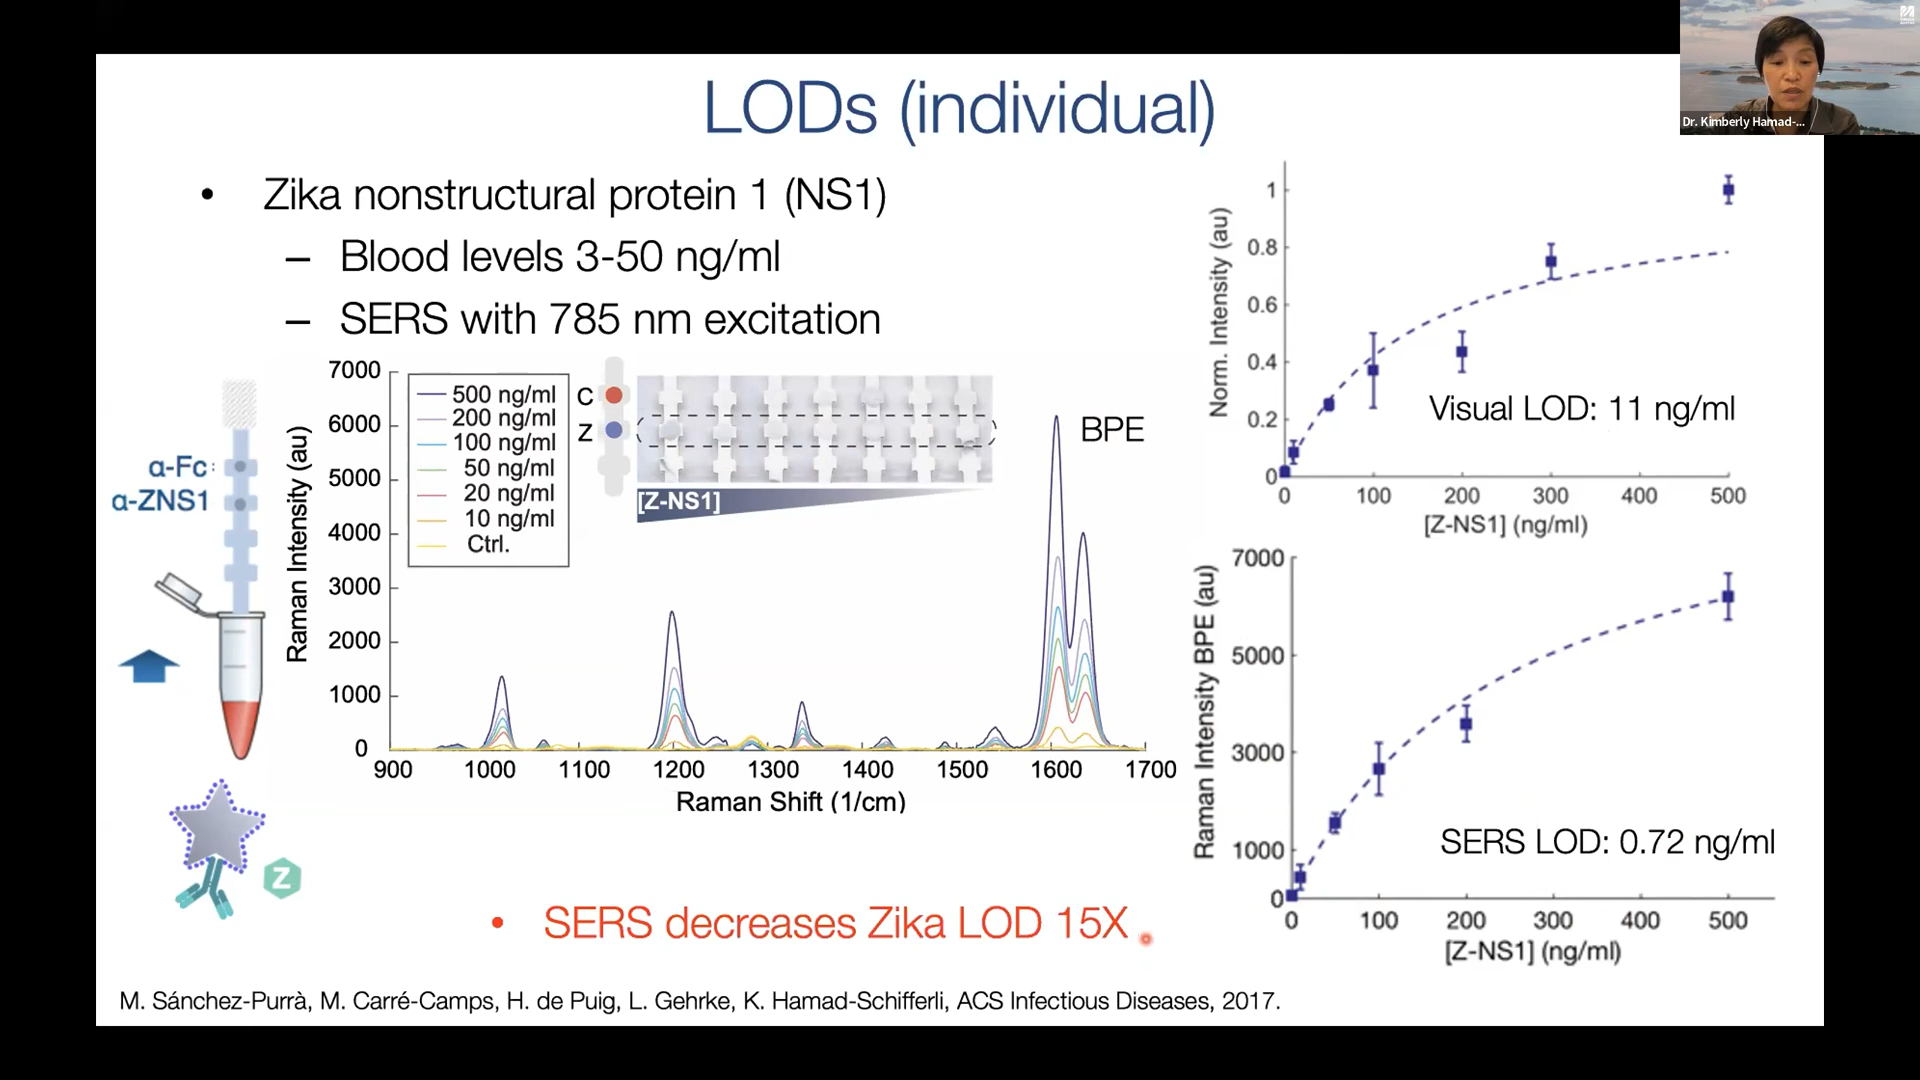 LODs (individual)
Dr. Kimberly Hamad-...
• Zika nonstructural protein 1 (NS1)
– Blood levels 3-50 ng/ml
– SERS with 785 nm excitation
α-Fc
α-ZNS1
Z
Raman Intensity (au)
7000
6000
5000
4000
3000
2000
1000
0
500 ng/ml
200 ng/ml
100 ng/ml
50 ng/ml
20 ng/ml
10 ng/ml
Ctrl.
C
Z
[Z-NS1]
BPE
900 1000 1100 1200 1300 1400 1500 1600 1700
Raman Shift (1/cm)
Norm. Intensity (au)
1
0.8
0.6
0.4
0.2
0
Visual LOD: 11 ng/ml
0 100 200 300 400 500
[Z-NS1] (ng/ml)
Raman Intensity BPE (au)
7000
5000
3000
1000
0
SERS LOD: 0.72 ng/ml
0 100 200 300 400 500
[Z-NS1] (ng/ml)
• SERS decreases Zika LOD 15X
M. Sánchez-Purrà, M. Carré-Camps, H. de Puig, L. Gehrke, K. Hamad-Schifferli, ACS Infectious Diseases, 2017.